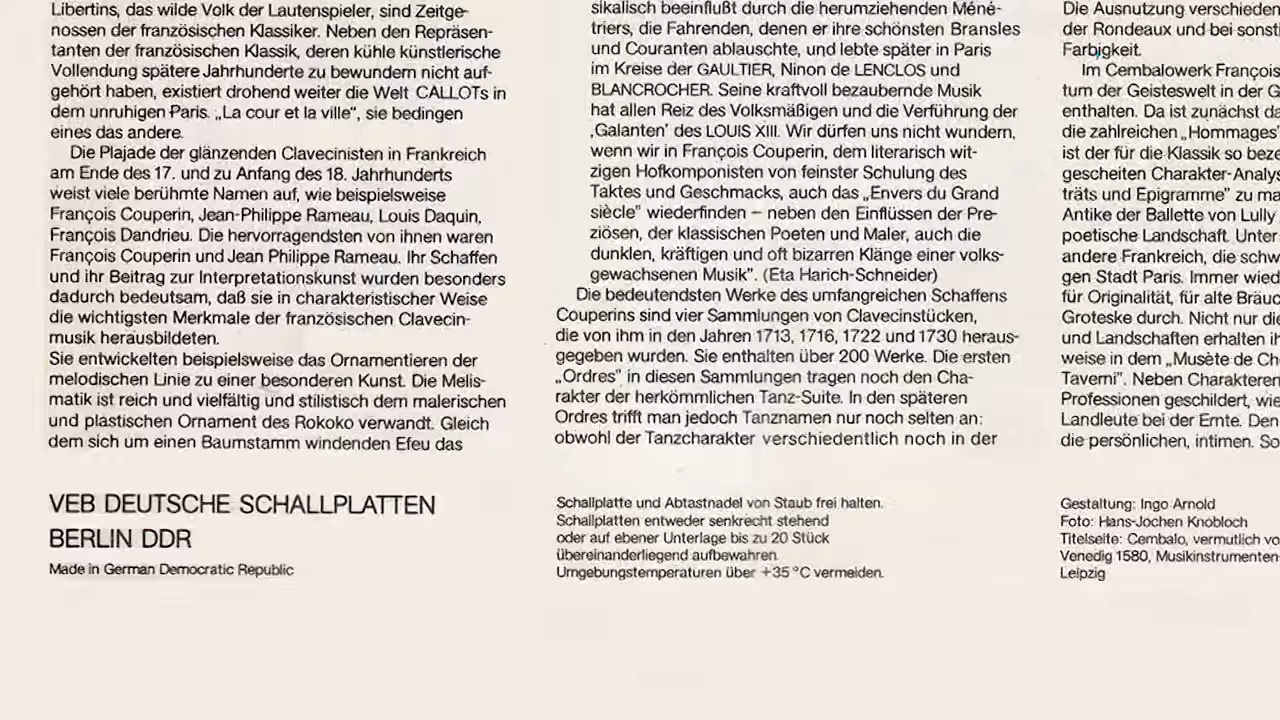 Libertins, das wilde Volk der Lautenspieler, sind Zeitge-
nossen der französischen Klassiker. Neben den Repräsen-
tanten der französischen Klassik, deren kühle künstlerische
Vollendung spätere Jahrhunderte zu bewundern nicht auf-
gehört haben, existiert drohend weiter die Welt CALLOTs in
dem unruhigen Paris. „La cour et la ville“, sie bedingen
eines das andere.
Die Plajade der glänzenden Clavecinisten in Frankreich
am Ende des 17. und zu Anfang des 18. Jahrhunderts
weist viele berühmte Namen auf, wie beispielsweise
François Couperin, Jean-Philippe Rameau, Louis Daquin,
François Dandrieu. Die hervorragendsten von ihnen waren
François Couperin und Jean Philippe Rameau. Ihr Schaffen
und ihr Beitrag zur Interpretationskunst wurden besonders
dadurch bedeutsam, daß sie in charakteristischer Weise
die wichtigsten Merkmale der französischen Clavecin-
musik herausbildeten.
Sie entwickelten beispielsweise das Ornamentieren der
melodischen Linie zu einer besonderen Kunst. Die Melis-
matik ist reich und vielfältig und stilistisch dem malerischen
und plastischen Ornament des Rokoko verwandt. Gleich
dem sich um einen Baumstamm windenden Efeu das
sikalisch beeinflußt durch die herumziehenden Méné-
triers, die Fahrenden, denen er ihre schönsten Bransles
und Couranten ablauschte, und lebte später in Paris
im Kreise der GAULTIER, Ninon de LENCLOS und
BLANCROCHER. Seine kraftvoll bezaubernde Musik
hat allen Reiz des Volksmäßigen und die Verführung der
‚Galanten‘ des LOUIS XIII. Wir dürfen uns nicht wundern,
wenn wir in François Couperin, dem literarisch wit-
zigen Hofkomponisten von feinster Schulung des
Taktes und Geschmacks, auch das „Envers du Grand
siècle“ wiederfinden – neben den Einflüssen der Pre-
ziösen, der klassischen Poeten und Maler, auch die
dunklen, kräftigen und oft bizarren Klänge einer volks-
gewachsenen Musik“. (Eta Harich-Schneider)
Die bedeutendsten Werke des umfangreichen Schaffens
Couperins sind vier Sammlungen von Clavecinstücken,
die von ihm in den Jahren 1713, 1716, 1722 und 1730 heraus-
gegeben wurden. Sie enthalten über 200 Werke. Die ersten
„Ordres“ in diesen Sammlungen tragen noch den Cha-
rakter der herkömmlichen Tanz-Suite. In den späteren
Ordres trifft man jedoch Tanznamen nur noch selten an:
obwohl der Tanzcharakter verschiedentlich noch in der
Die Ausnutzung verschieden
der Rondeaux und bei sonsti
Farbigkeit.
Im Cembalowerk François
tum der Geisteswelt in der G
enthalten. Da ist zunächst da
die zahlreichen „Hommages“
ist der für die Klassik so beze
gescheiten Charakter-Analys
träts und Epigramme“ zu ma
Antike der Ballette von Lully
poetische Landschaft. Unter
andere Frankreich, die schw
gen Stadt Paris. Immer wied
für Originalität, für alte Bräuc
Groteske durch. Nicht nur die
und Landschaften erhalten ih
weise in dem „Musète de Ch
Taverni“. Neben Charakteren
Professionen geschildert, wie
Landleute bei der Ernte. Den
die persönlichen, intimen. So
VEB DEUTSCHE SCHALLPLATTEN
BERLIN DDR
Made in German Democratic Republic
Schallplatte und Abtastnadel von Staub frei halten.
Schallplatten entweder senkrecht stehend
oder auf ebener Unterlage bis zu 20 Stück
übereinanderliegend aufbewahren.
Umgebungstemperaturen über +35 °C vermeiden.
Gestaltung: Ingo Arnold
Foto: Hans-Jochen Knobloch
Titelseite: Cembalo, vermutlich vo
Venedig 1580, Musikinstrumenten
Leipzig